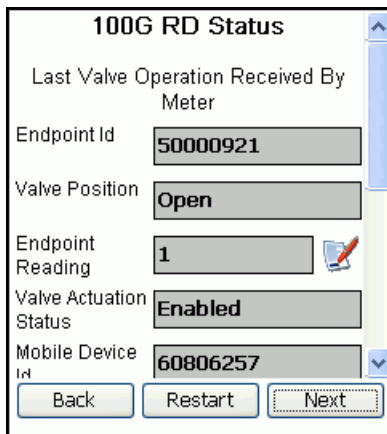 100G RD Status
Last Valve Operation Received By
Meter
Endpoint Id
50000921
Valve Position
Open
Endpoint
Reading
1
Valve Actuation
Status
Enabled
Mobile Device
Id
60806257
Back
Restart
Next